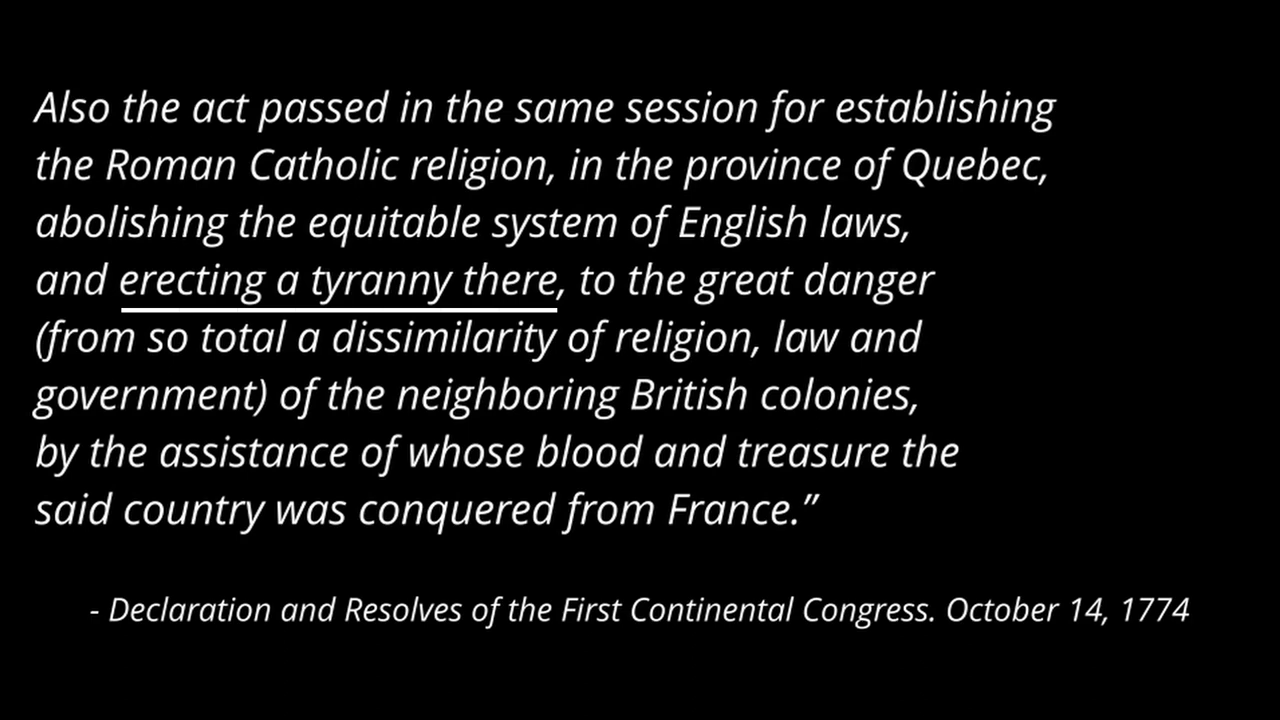 Also the act passed in the same session for establishing
the Roman Catholic religion, in the province of Quebec,
abolishing the equitable system of English laws,
and erecting a tyranny there, to the great danger
(from so total a dissimilarity of religion, law and
government) of the neighboring British colonies,
by the assistance of whose blood and treasure the
said country was conquered from France.”
- Declaration and Resolves of the First Continental Congress. October 14, 1774